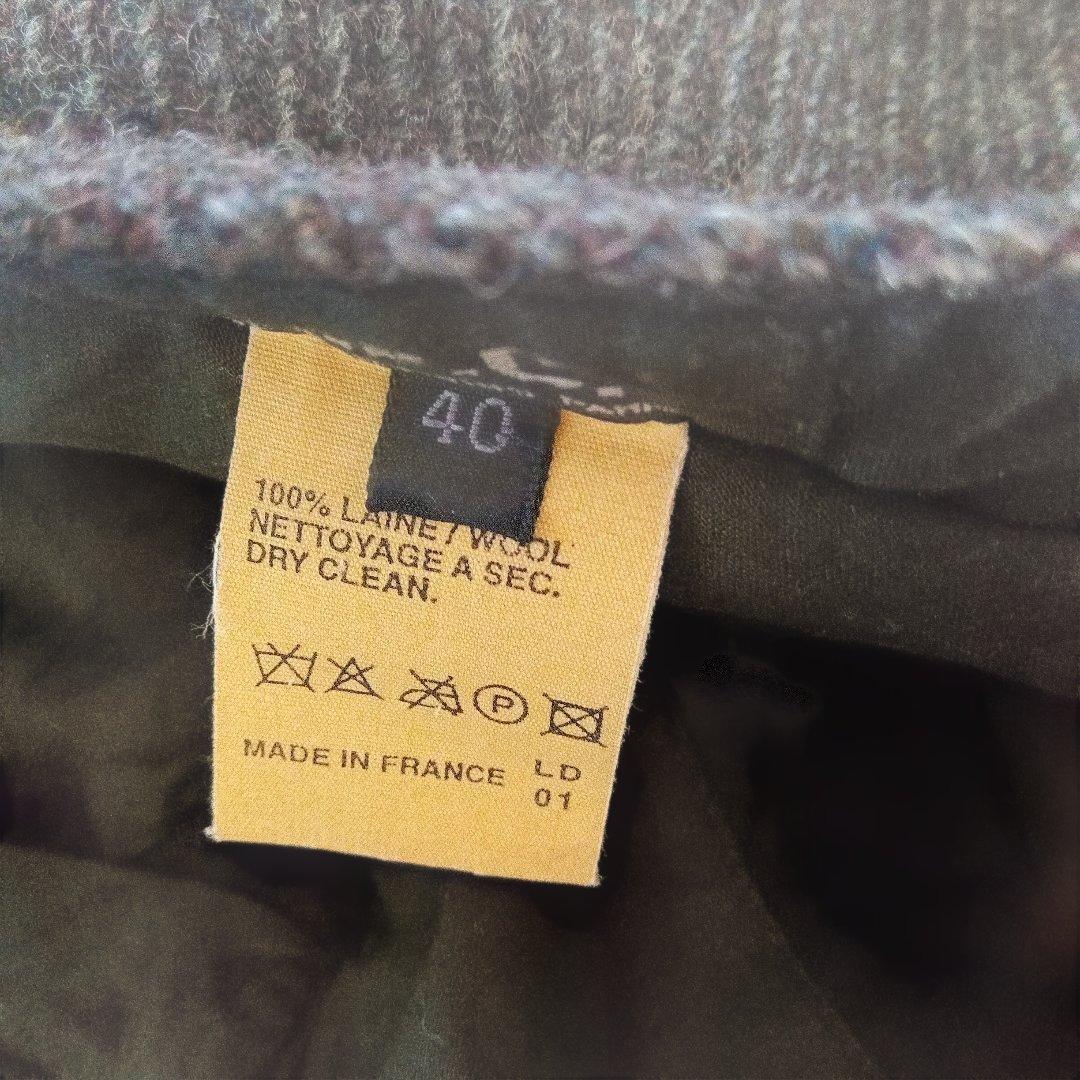 40
100% LAINE / WOOL
NETTOYAGE A SEC.
DRY CLEAN.
P
MADE IN FRANCE
LD
01